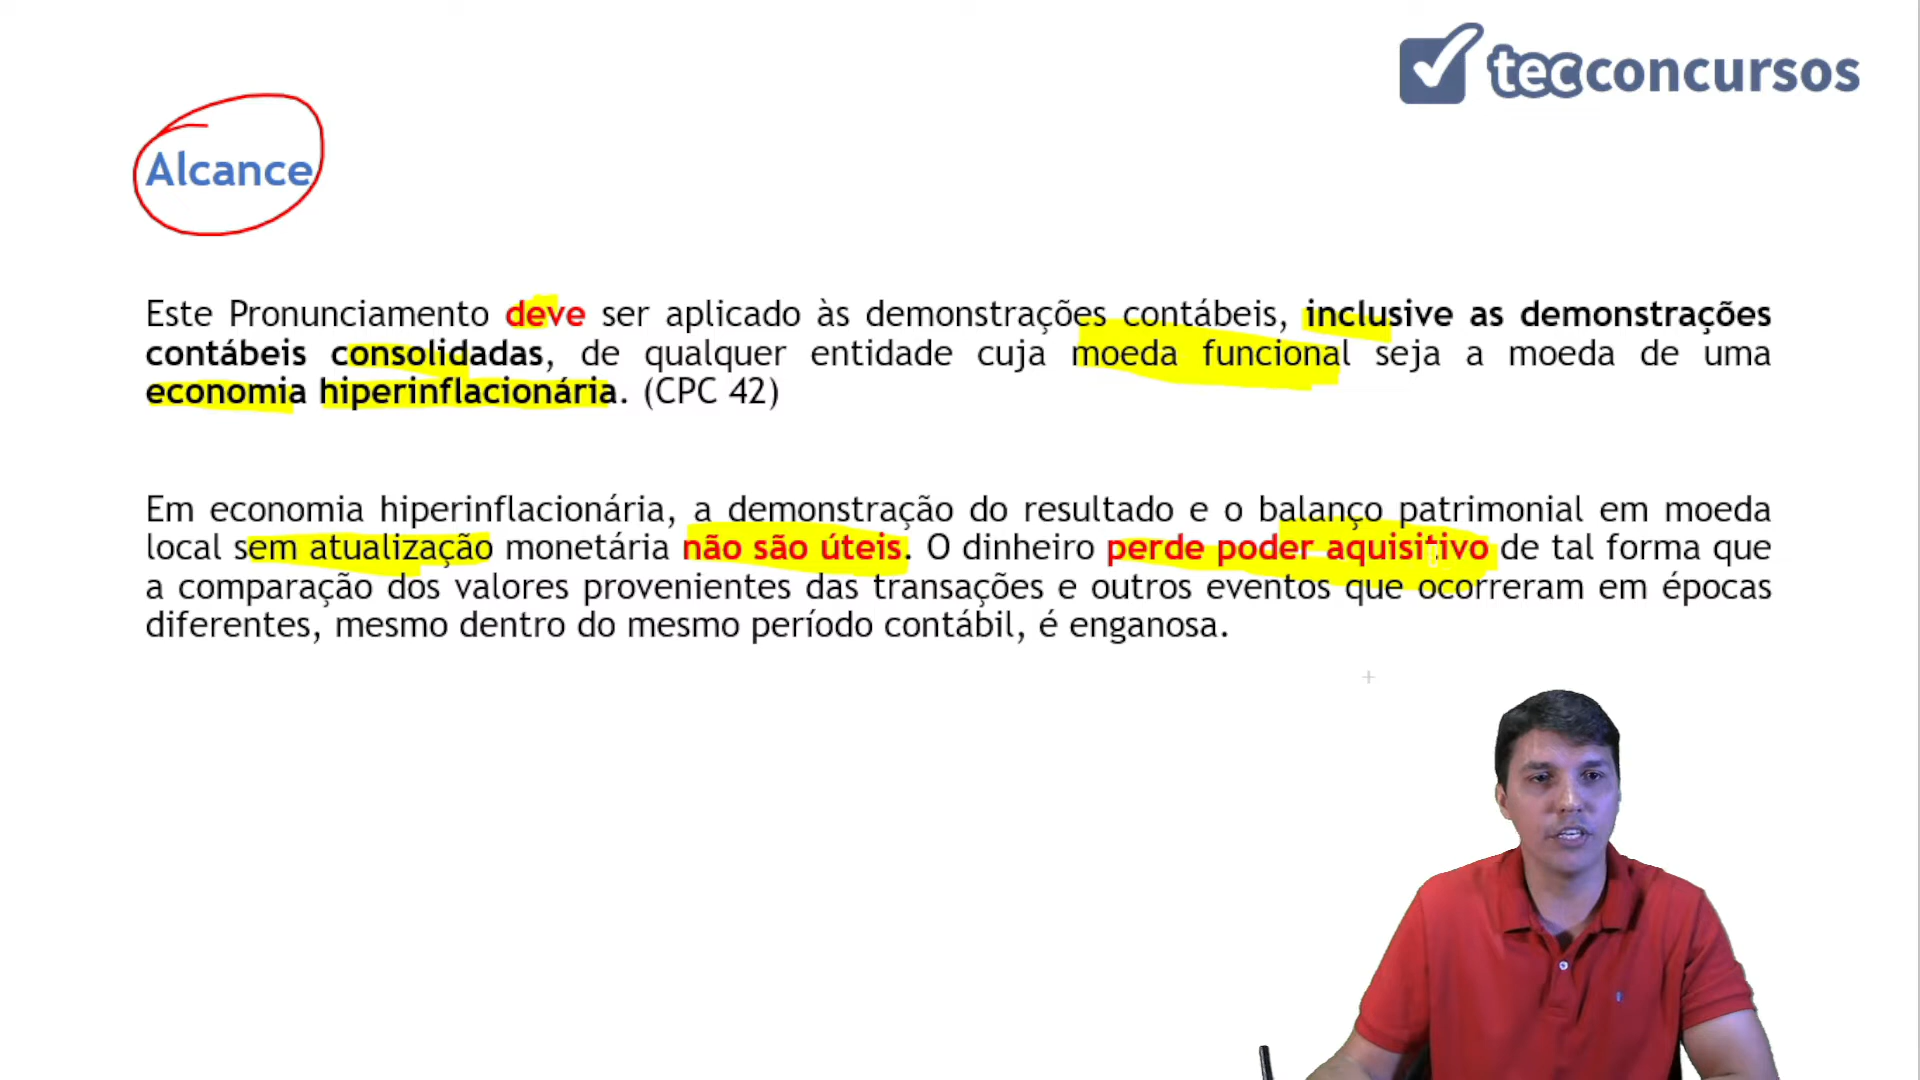 tecconcursos
Alcance
Este Pronunciamento deve ser aplicado às demonstrações contábeis, inclusive as demonstrações
contábeis consolidadas, de qualquer entidade cuja moeda funcional seja a moeda de uma
economia hiperinflacionária. (CPC 42)
Em economia hiperinflacionária, a demonstração do resultado e o balanço patrimonial em moeda
local sem atualização monetária não são úteis. O dinheiro perde poder aquisitivo de tal forma que
a comparação dos valores provenientes das transações e outros eventos que ocorreram em épocas
diferentes, mesmo dentro do mesmo período contábil, é enganosa.